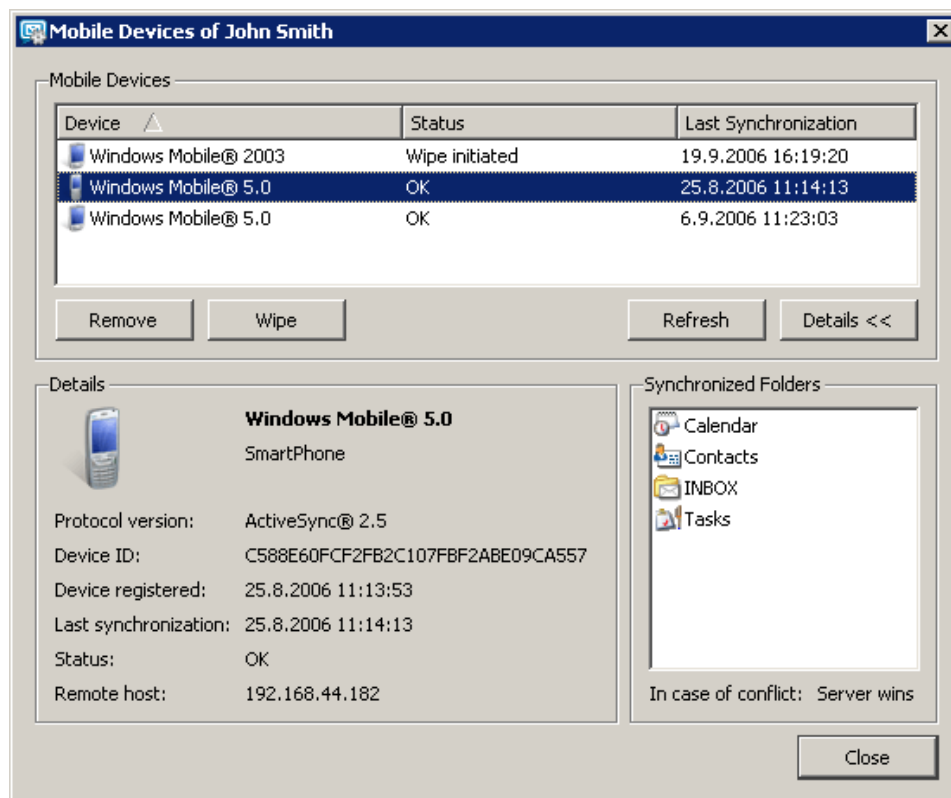 Mobile Devices of John Smith
Mobile Devices
Device Status Last Synchronization
Windows Mobile® 2003 Wipe initiated 19.9.2006 16:19:20
Windows Mobile® 5.0 OK 25.8.2006 11:14:13
Windows Mobile® 5.0 OK 6.9.2006 11:23:03
Remove Wipe Refresh Details <<
Details
Windows Mobile® 5.0
SmartPhone
Protocol version: ActiveSync® 2.5
Device ID: C588E60FCF2FB2C107FBF2ABE09CA557
Device registered: 25.8.2006 11:13:53
Last synchronization: 25.8.2006 11:14:13
Status: OK
Remote host: 192.168.44.182
Synchronized Folders
Calendar
Contacts
INBOX
Tasks
In case of conflict: Server wins
Close